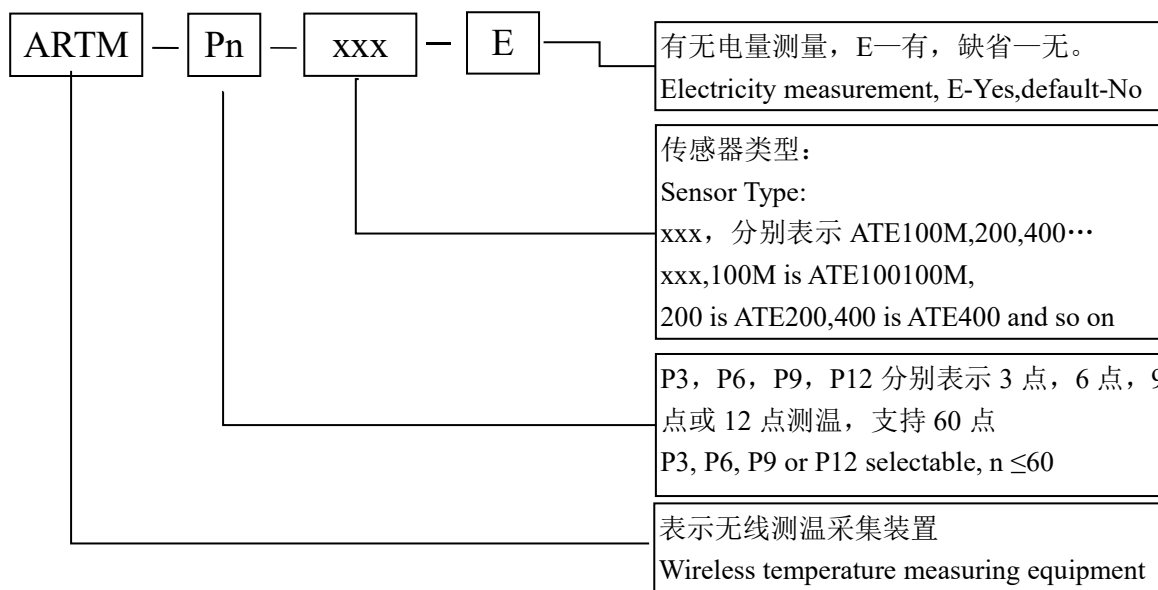 ARTM — Pn — xxx — E
有无电量测量，E—有，缺省—无。
Electricity measurement, E-Yes,default-No
传感器类型：
Sensor Type:
xxx，分别表示 ATE100M,200,400…
xxx,100M is ATE100100M,
200 is ATE200,400 is ATE400 and so on
P3，P6，P9，P12 分别表示 3 点，6 点，9
点或 12 点测温，支持 60 点
P3, P6, P9 or P12 selectable, n ≤60
表示无线测温采集装置
Wireless temperature measuring equipment